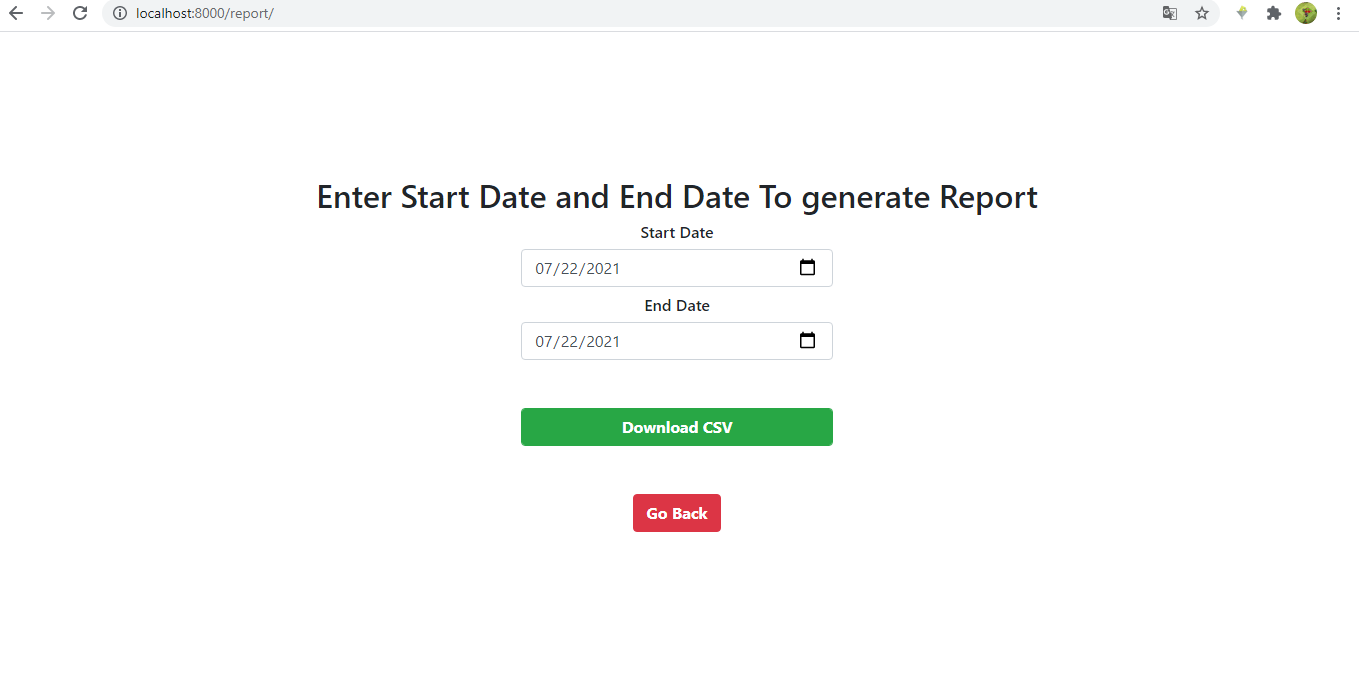 localhost:8000/report/
Enter Start Date and End Date To generate Report
Start Date
07/22/2021
End Date
07/22/2021
Download CSV
Go Back